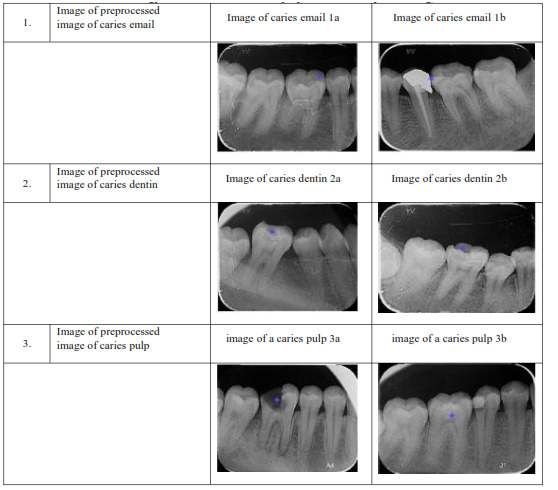 1.
Image of preprocessed
image of caries email
Image of caries email 1a
Image of caries email 1b
2.
Image of preprocessed
image of caries dentin
Image of caries dentin 2a
Image of caries dentin 2b
3.
Image of preprocessed
image of caries pulp
image of a caries pulp 3a
image of a caries pulp 3b